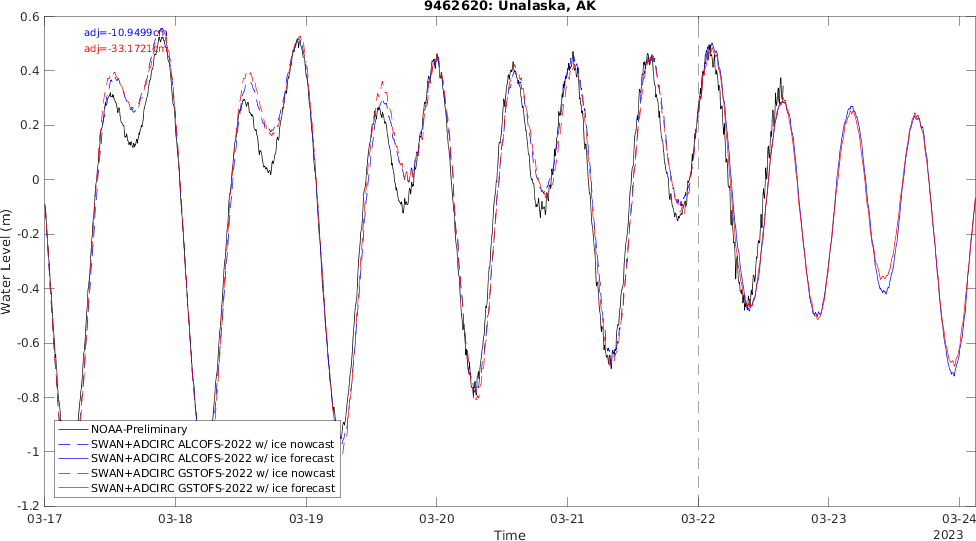 9462620: Unalaska, AK
adj=-10.9499cm
adj=-33.1721cm
0.6
0.4
0.2
0
-0.2
-0.4
-0.6
-0.8
-1
-1.2
Water Level (m)
NOAA-Preliminary
SWAN+ADCIRC ALCOFS-2022 w/ ice nowcast
SWAN+ADCIRC ALCOFS-2022 w/ ice forecast
SWAN+ADCIRC GSTOFS-2022 w/ ice nowcast
SWAN+ADCIRC GSTOFS-2022 w/ ice forecast
03-17 03-18 03-19 03-20 03-21 03-22 03-23 03-24
Time
2023